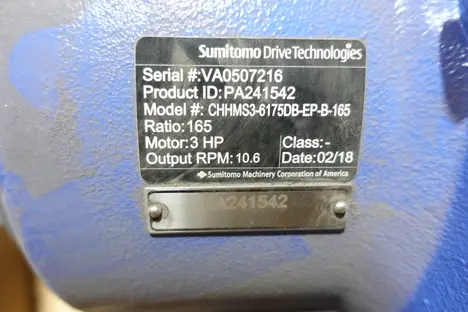 Sumitomo Drive Technologies
Serial #:VA0507216
Product ID:PA241542
Model #: CHHMS3-6175DB-EP-B-165
Ratio:165
Motor:3 HP
Class:-
Output RPM: 10.6
Date:02/18
Sumitomo Machinery Corporation of America
PA241542